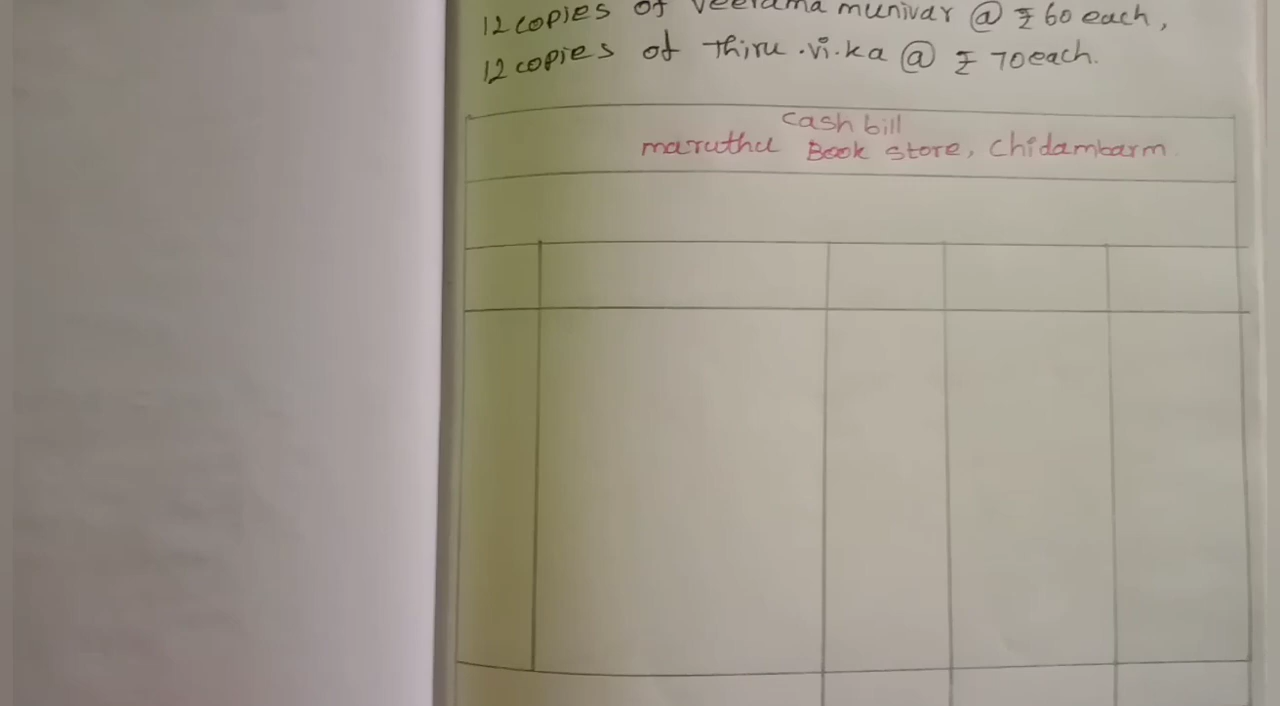 12 copies of Veerama munivar @ ₹ 60 each,
12 copies of Thiru.vi.ka @ ₹ 70 each.
Cash bill
maruthu Book store, Chidambarm